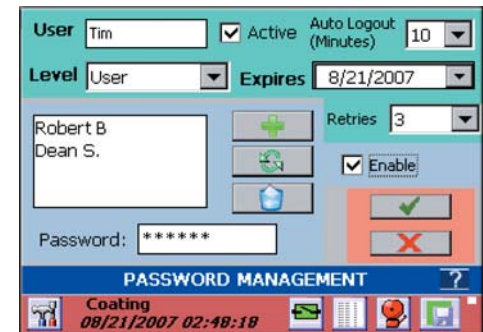 User Tim Active Auto Logout (Minutes) 10
Level User Expires 8/21/2007
Robert B
Dean S.
Retries 3
Enable
Password: ******
PASSWORD MANAGEMENT ?
Coating
08/21/2007 02:48:18